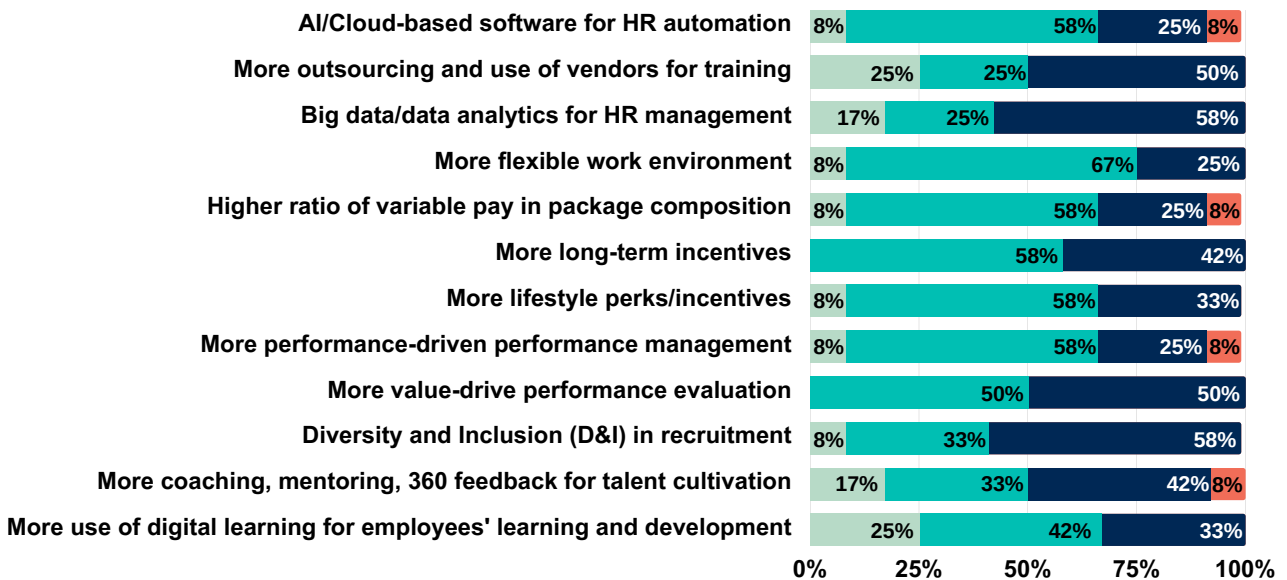 AI/Cloud-based software for HR automation 8% 58% 25% 8%
More outsourcing and use of vendors for training 25% 25% 50%
Big data/data analytics for HR management 17% 25% 58%
More flexible work environment 8% 67% 25%
Higher ratio of variable pay in package composition 8% 58% 25% 8%
More long-term incentives 58% 42%
More lifestyle perks/incentives 8% 58% 33%
More performance-driven performance management 8% 58% 25% 8%
More value-drive performance evaluation 50% 50%
Diversity and Inclusion (D&I) in recruitment 8% 33% 58%
More coaching, mentoring, 360 feedback for talent cultivation 17% 33% 42% 8%
More use of digital learning for employees' learning and development 25% 42% 33%
0% 25% 50% 75% 100%